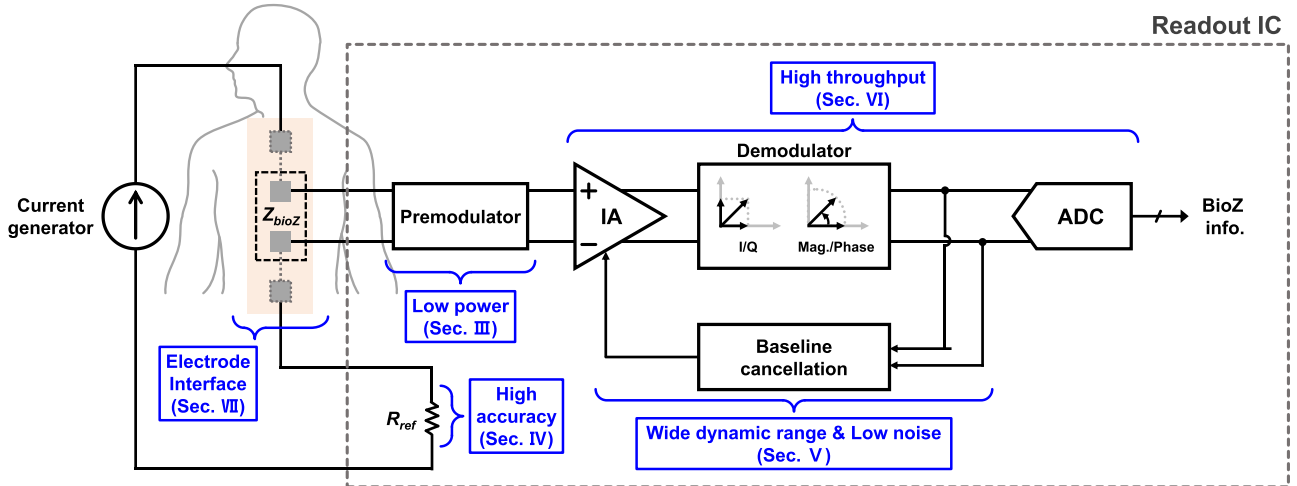 Readout IC
High throughput
(Sec. Ⅵ)
Demodulator
Current
generator
Z_bioZ
Premodulator
+
IA
−
I/Q
Mag./Phase
ADC
BioZ
info.
Low power
(Sec. Ⅲ)
Electrode
Interface
(Sec. Ⅶ)
Baseline
cancellation
R_ref
High
accuracy
(Sec. Ⅳ)
Wide dynamic range & Low noise
(Sec. Ⅴ)